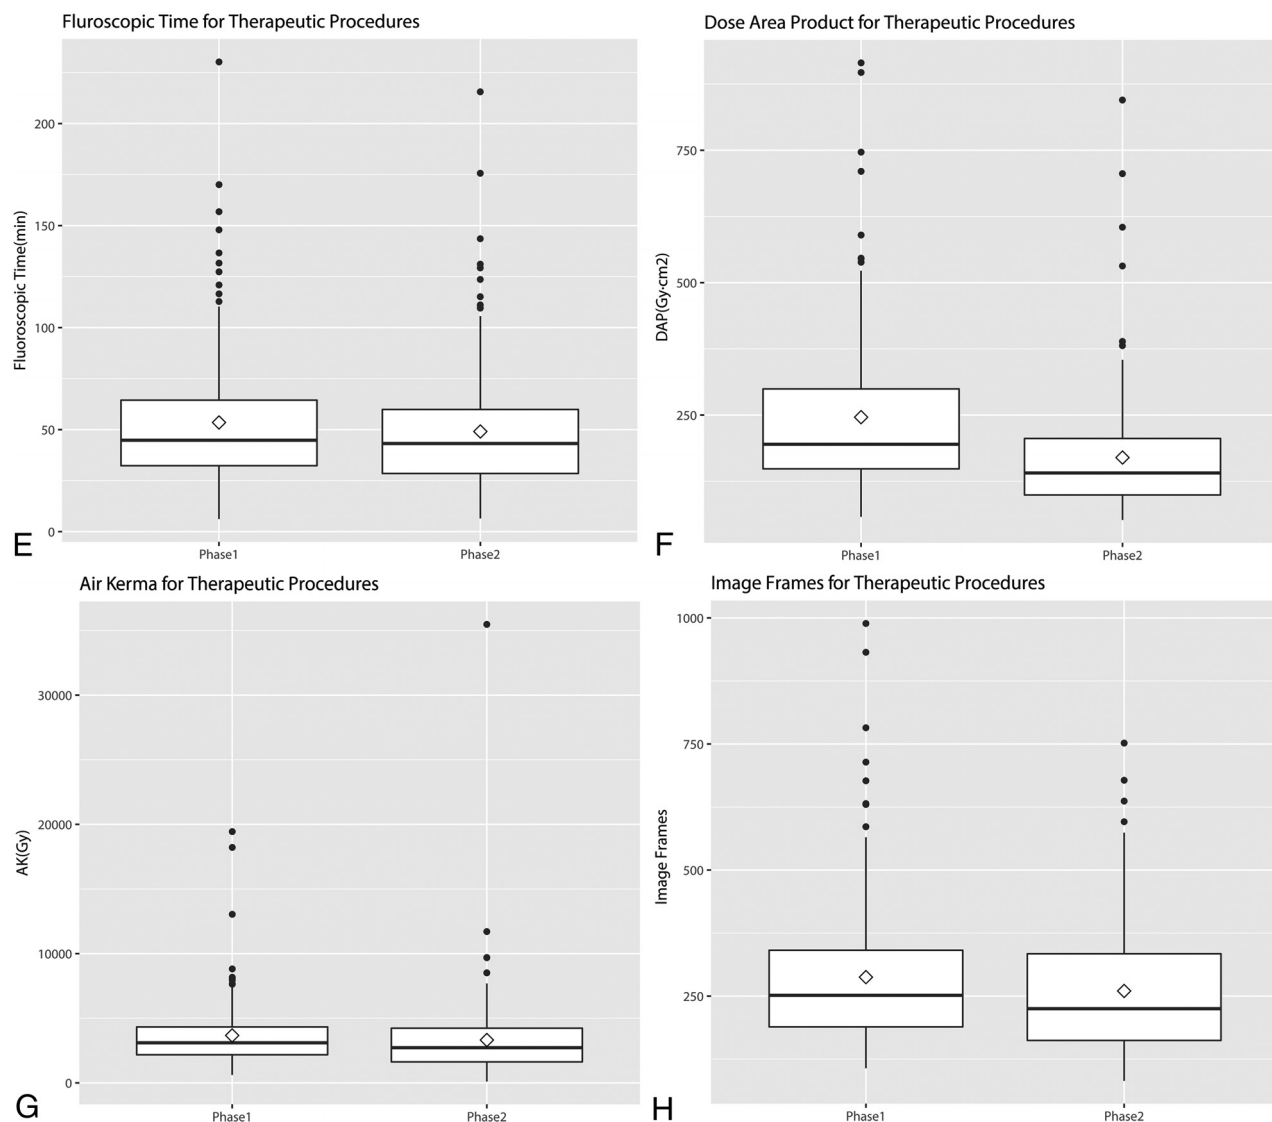 Fluroscopic Time for Therapeutic Procedures
Fluoroscopic Time(min)
200
150
100
50
0
Phase1 Phase2
E
Dose Area Product for Therapeutic Procedures
DAP(Gy·cm2)
750
500
250
Phase1 Phase2
F
Air Kerma for Therapeutic Procedures
AK(Gy)
30000
20000
10000
0
Phase1 Phase2
G
Image Frames for Therapeutic Procedures
Image Frames
1000
750
500
250
Phase1 Phase2
H